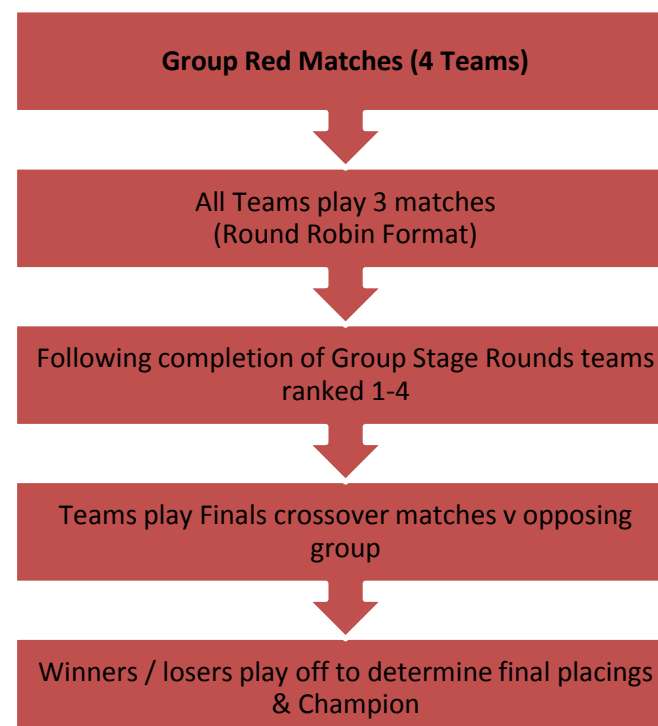 Group Red Matches (4 Teams)
All Teams play 3 matches
(Round Robin Format)
Following completion of Group Stage Rounds teams
ranked 1-4
Teams play Finals crossover matches v opposing
group
Winners / losers play off to determine final placings
& Champion